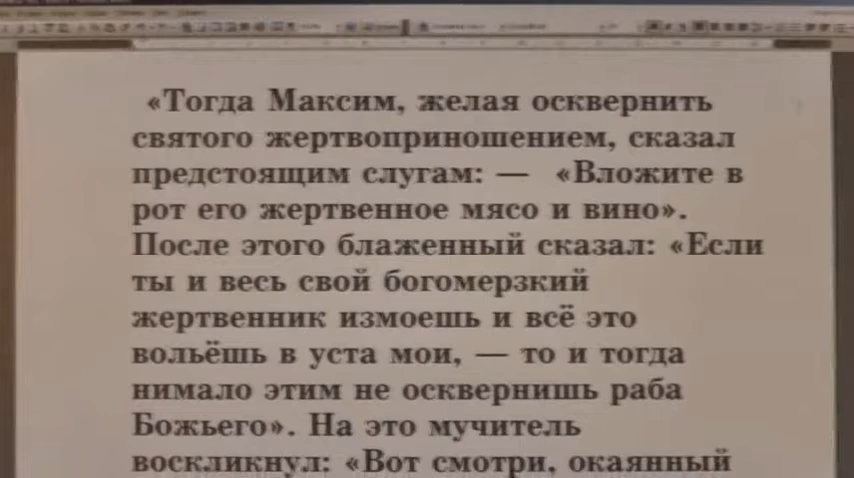 «Тогда Максим, желая осквернить
святого жертвоприношением, сказал
предстоящим слугам: — «Вложите в
рот его жертвенное мясо и вино».
После этого блаженный сказал: «Если
ты и весь свой богомерзкий
жертвенник измоешь и всё это
вольёшь в уста мои, — то и тогда
нимало этим не осквернишь раба
Божьего». На это мучитель
воскликнул: «Вот смотри, окаянный